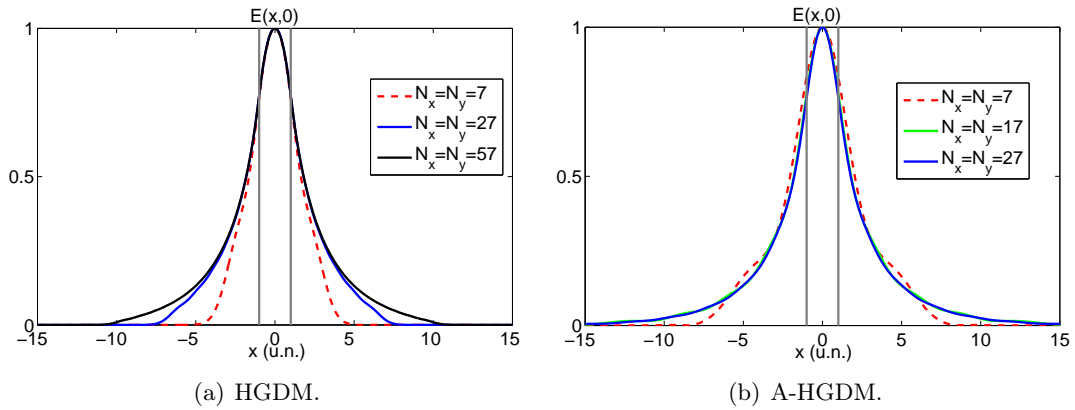 E(x,0)
1
0.5
0
N_x=N_y=7
N_x=N_y=27
N_x=N_y=57
−15 −10 −5 0 5 10 15
x (u.n.)
(a) HGDM.
E(x,0)
1
0.5
0
N_x=N_y=7
N_x=N_y=17
N_x=N_y=27
−15 −10 −5 0 5 10 15
x (u.n.)
(b) A-HGDM.